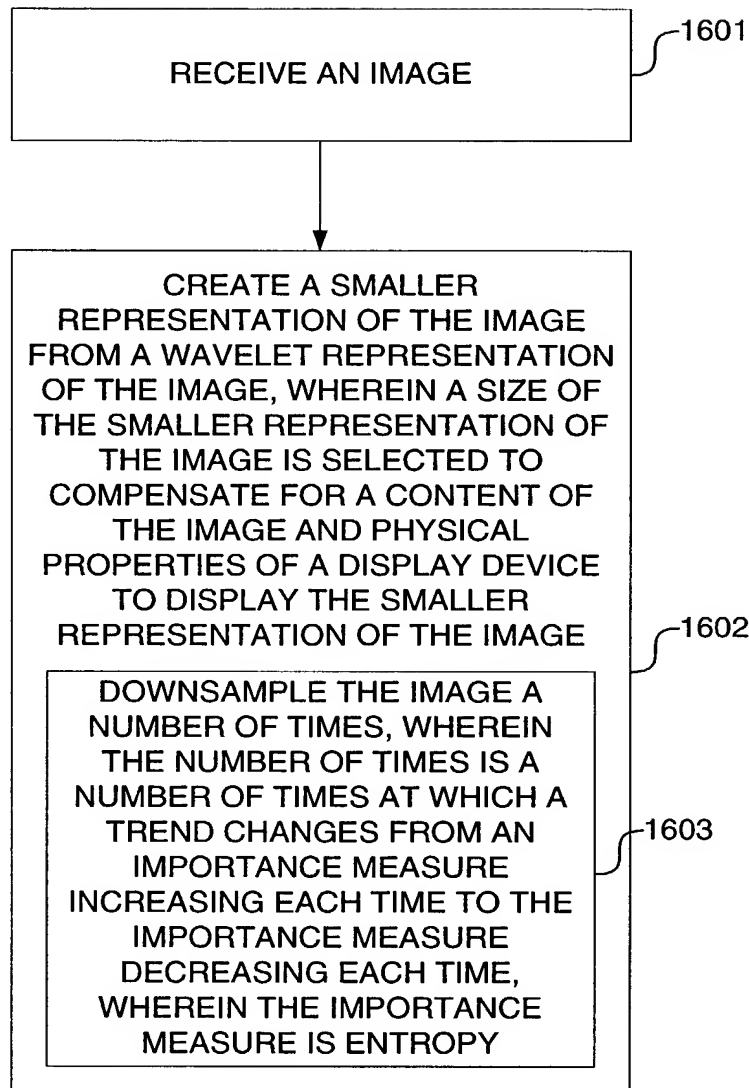 1601
RECEIVE AN IMAGE
CREATE A SMALLER
REPRESENTATION OF THE IMAGE
FROM A WAVELET REPRESENTATION
OF THE IMAGE, WHEREIN A SIZE OF
THE SMALLER REPRESENTATION OF
THE IMAGE IS SELECTED TO
COMPENSATE FOR A CONTENT OF
THE IMAGE AND PHYSICAL
PROPERTIES OF A DISPLAY DEVICE
TO DISPLAY THE SMALLER
REPRESENTATION OF THE IMAGE
1602
DOWNSAMPLE THE IMAGE A
NUMBER OF TIMES, WHEREIN
THE NUMBER OF TIMES IS A
NUMBER OF TIMES AT WHICH A
TREND CHANGES FROM AN
IMPORTANCE MEASURE
INCREASING EACH TIME TO THE
IMPORTANCE MEASURE
DECREASING EACH TIME,
WHEREIN THE IMPORTANCE
MEASURE IS ENTROPY
1603